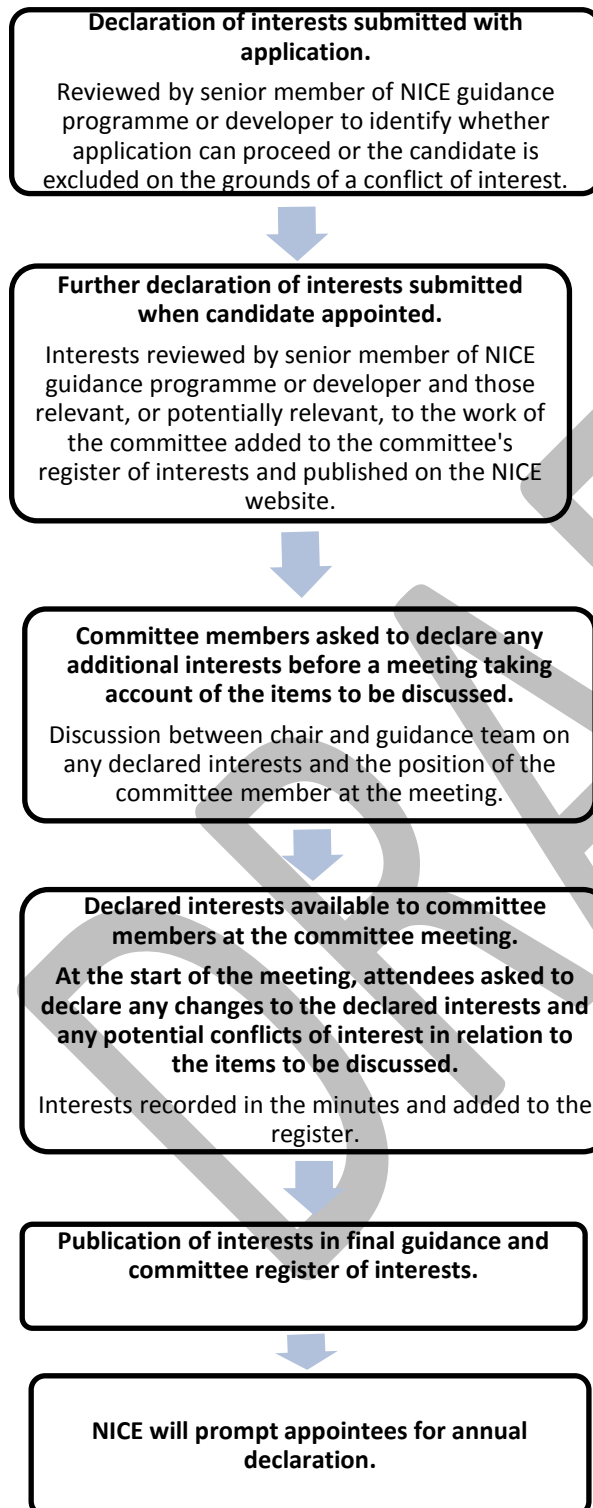 Declaration of interests submitted with
application.
Reviewed by senior member of NICE guidance
programme or developer to identify whether
application can proceed or the candidate is
excluded on the grounds of a conflict of interest.
Further declaration of interests submitted
when candidate appointed.
Interests reviewed by senior member of NICE
guidance programme or developer and those
relevant, or potentially relevant, to the work of
the committee added to the committee's
register of interests and published on the NICE
website.
Committee members asked to declare any
additional interests before a meeting taking
account of the items to be discussed.
Discussion between chair and guidance team on
any declared interests and the position of the
committee member at the meeting.
Declared interests available to committee
members at the committee meeting.
At the start of the meeting, attendees asked to
declare any changes to the declared interests and
any potential conflicts of interest in relation to
the items to be discussed.
Interests recorded in the minutes and added to the
register.
Publication of interests in final guidance and
committee register of interests.
NICE will prompt appointees for annual
declaration.